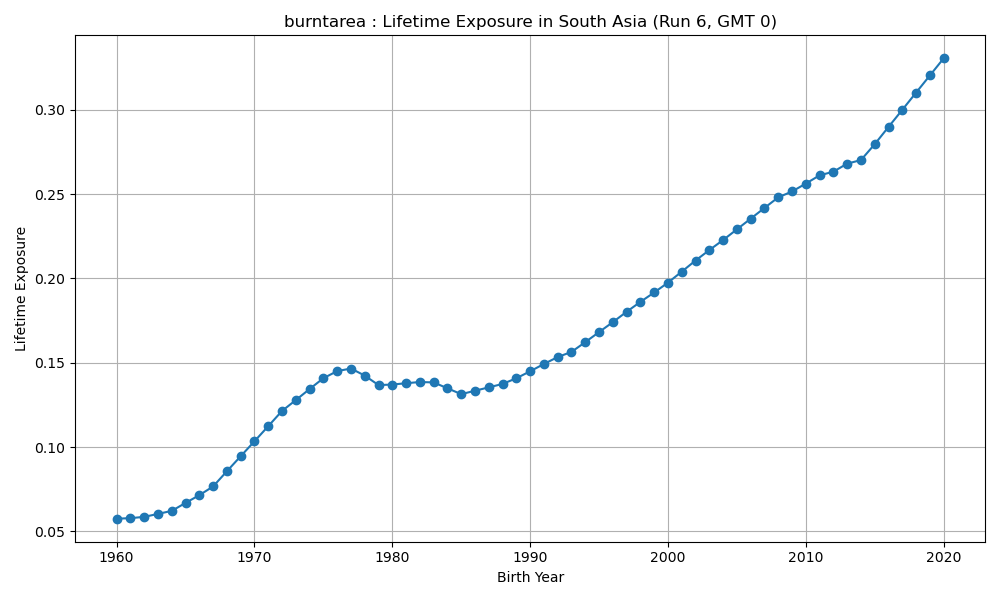 burntarea : Lifetime Exposure in South Asia (Run 6, GMT 0)
Lifetime Exposure
0.30
0.25
0.20
0.15
0.10
0.05
1960 1970 1980 1990 2000 2010 2020
Birth Year